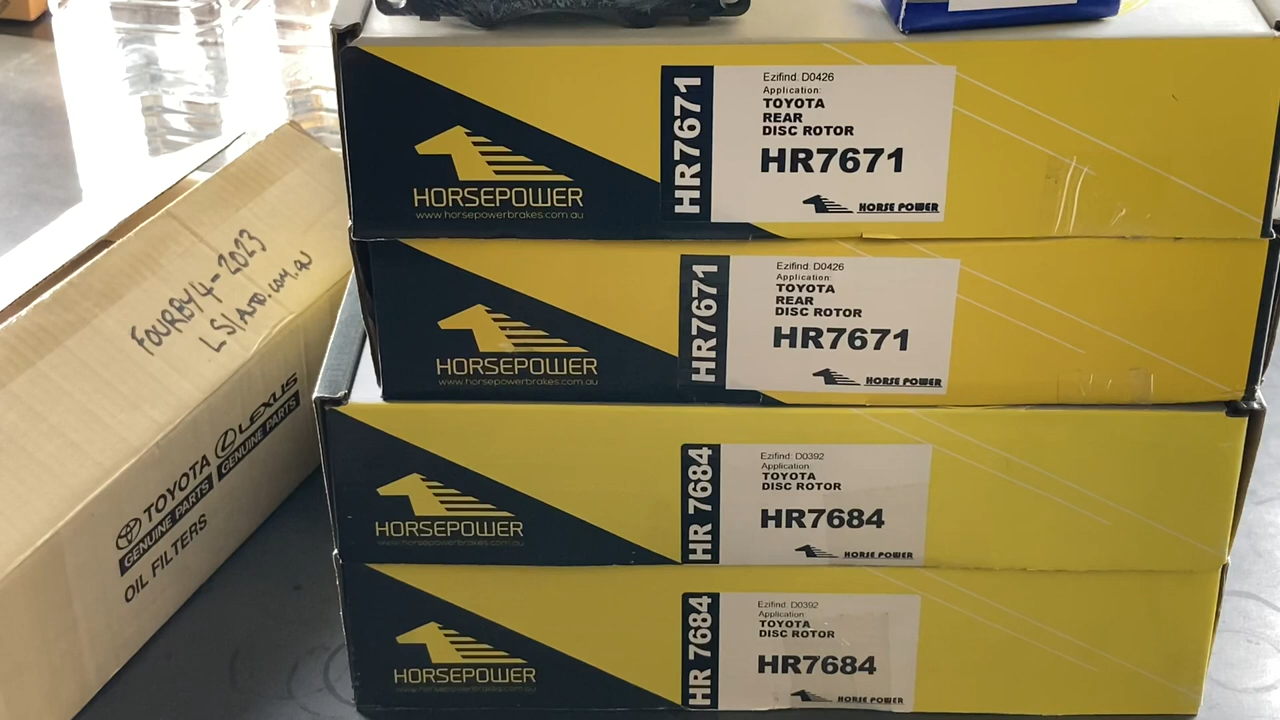 HR7671
Ezifind: D0426
Application:
TOYOTA
REAR
DISC ROTOR
HR7671
HORSE POWER
HORSEPOWER
www.horsepowerbrakes.com.au
HR7671
Ezifind: D0426
Application:
TOYOTA
REAR
DISC ROTOR
HR7671
HORSE POWER
HORSEPOWER
www.horsepowerbrakes.com.au
HR 7684
Ezifind: D0392
Application:
TOYOTA
DISC ROTOR
HR7684
HORSE POWER
HORSEPOWER
www.horsepowerbrakes.com.au
HR 7684
Ezifind: D0392
Application:
TOYOTA
DISC ROTOR
HR7684
HORSE POWER
HORSEPOWER
www.horsepowerbrakes.com.au
FOURBY4-2023
TOYOTA
GENUINE PARTS
LEXUS
GENUINE PARTS
OIL FILTERS